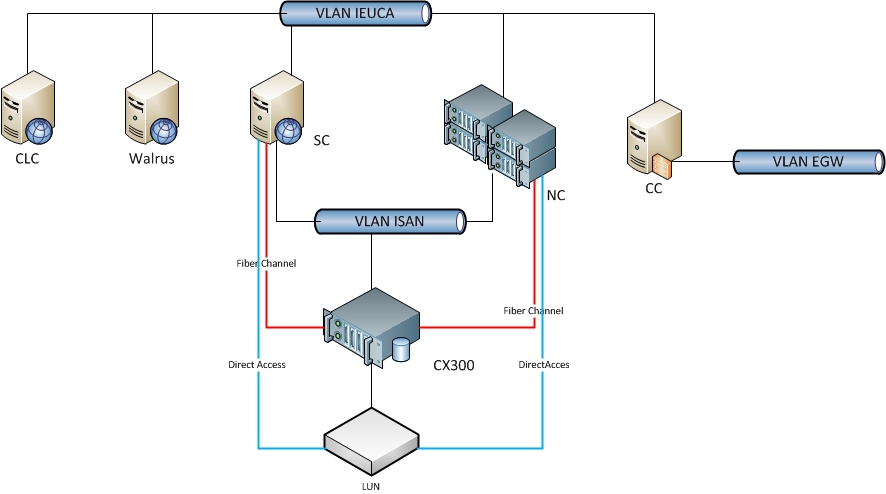 VLAN IEUCA
CLC
Walrus
SC
NC
CC
VLAN EGW
VLAN ISAN
Fiber Channel
Fiber Channel
CX300
Direct Access
DirectAcces
LUN